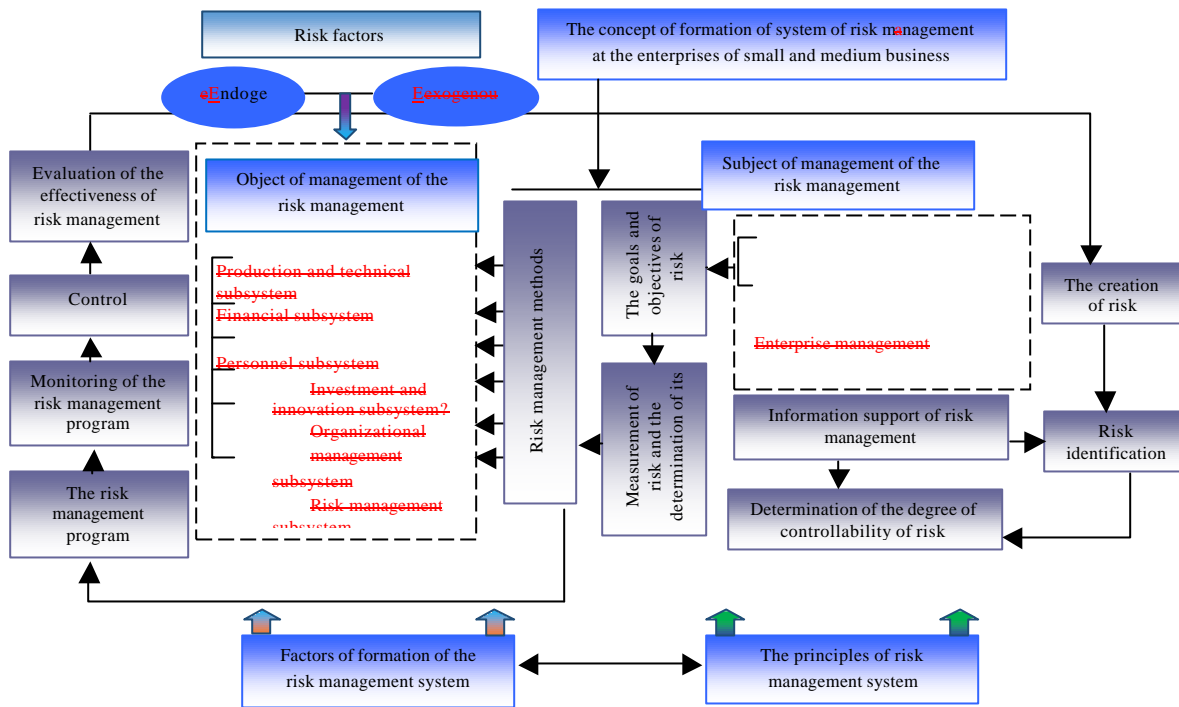 Risk factors
The concept of formation of system of risk management
at the enterprises of small and medium business
eEndoge
Eexogenou
Evaluation of the
effectiveness of
risk management
Control
Monitoring of the
risk management
program
The risk
management
program
Object of management of the
risk management
Production and technical
subsystem
Financial subsystem
Personnel subsystem
Investment and
innovation subsystem?
Organizational
management
subsystem
Risk management
subsystem
Risk management methods
The goals and
objectives of
risk
Measurement of
risk and the
determination of its
Subject of management of the
risk management
Enterprise management
Information support of risk
management
Determination of the degree of
controllability of risk
The creation
of risk
Risk
identification
Factors of formation of the
risk management system
The principles of risk
management system